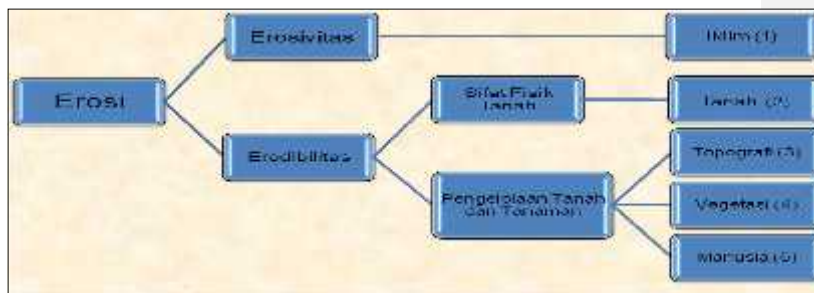 Erosi
Erosivitas
Iklim (1)
Erodibilitas
Sifat Fisik
Tanah
Tanah (2)
Pengelolaan Tanah
dan Tanaman
Topografi (3)
Vegetasi (4)
Manusia (5)